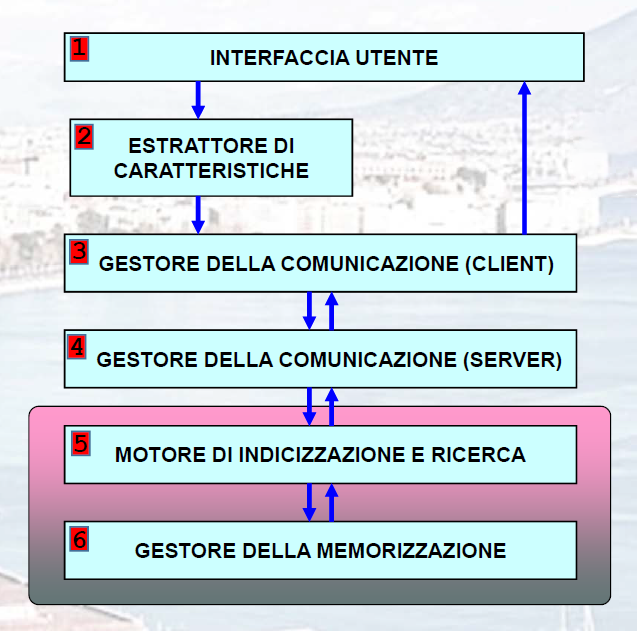 1
INTERFACCIA UTENTE
2
ESTRATTORE DI
CARATTERISTICHE
3
GESTORE DELLA COMUNICAZIONE (CLIENT)
4
GESTORE DELLA COMUNICAZIONE (SERVER)
5
MOTORE DI INDICIZZAZIONE E RICERCA
6
GESTORE DELLA MEMORIZZAZIONE